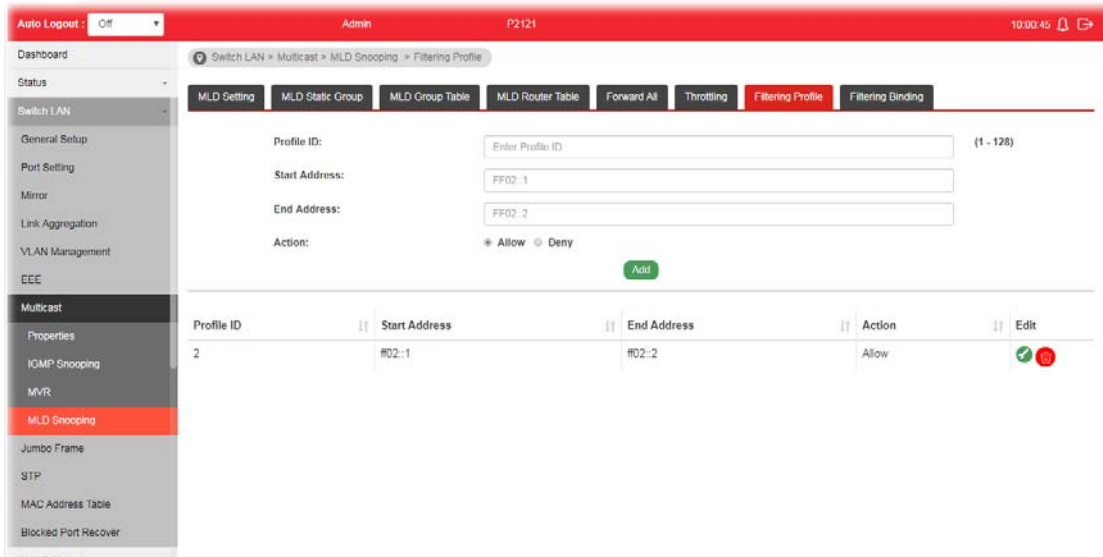 Auto Logout : Off Admin P2121 10:00:45
Dashboard
Status
Switch LAN
General Setup
Port Setting
Mirror
Link Aggregation
VLAN Management
EEE
Multicast
Properties
IGMP Snooping
MVR
MLD Snooping
Jumbo Frame
STP
MAC Address Table
Blocked Port Recover
Switch LAN » Multicast » MLD Snooping » Filtering Profile
MLD Setting MLD Static Group MLD Group Table MLD Router Table Forward All Throttling Filtering Profile Filtering Binding
Profile ID: Enter Profile ID (1 - 128)
Start Address: FF02::1
End Address: FF02::2
Action: Allow Deny
Add
Profile ID Start Address End Address Action Edit
2 ff02::1 ff02::2 Allow